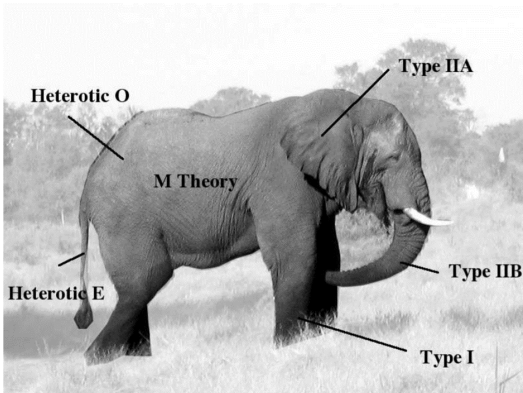 Type IIA
Heterotic O
M Theory
Type IIB
Heterotic E
Type I